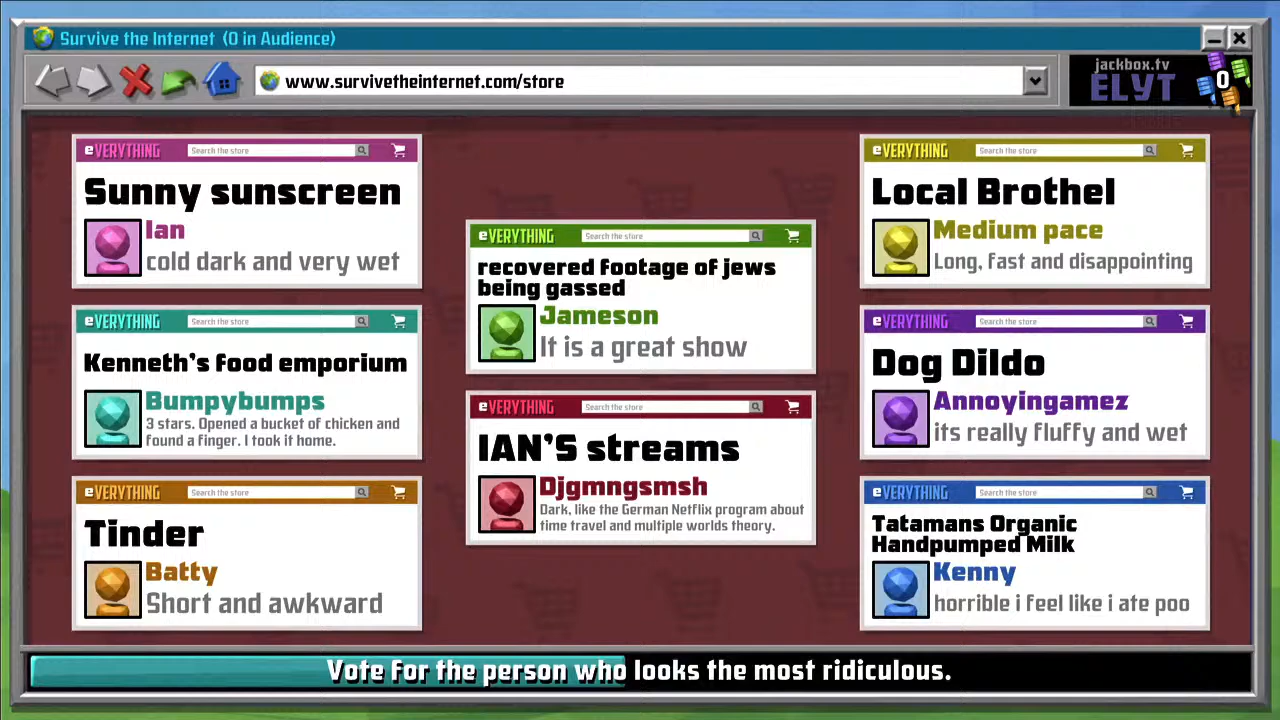 Survive the Internet (0 in Audience)
www.survivetheinternet.com/store
jackbox.tv
ELYT
0
eVERYTHING
Search the store
Sunny sunscreen
Ian
cold dark and very wet
eVERYTHING
Search the store
Kenneth's food emporium
Bumpybumps
3 stars. Opened a bucket of chicken and
found a finger. I took it home.
eVERYTHING
Search the store
Tinder
Batty
Short and awkward
eVERYTHING
Search the store
recovered footage of jews
being gassed
Jameson
It is a great show
eVERYTHING
Search the store
IAN'S streams
Djgmngsmsh
Dark, like the German Netflix program about
time travel and multiple worlds theory.
eVERYTHING
Search the store
Local Brothel
Medium pace
Long, fast and disappointing
eVERYTHING
Search the store
Dog Dildo
Annoyingamez
its really fluffy and wet
eVERYTHING
Search the store
Tatamans Organic
Handpumped Milk
Kenny
horrible i feel like i ate poo
Vote for the person who looks the most ridiculous.